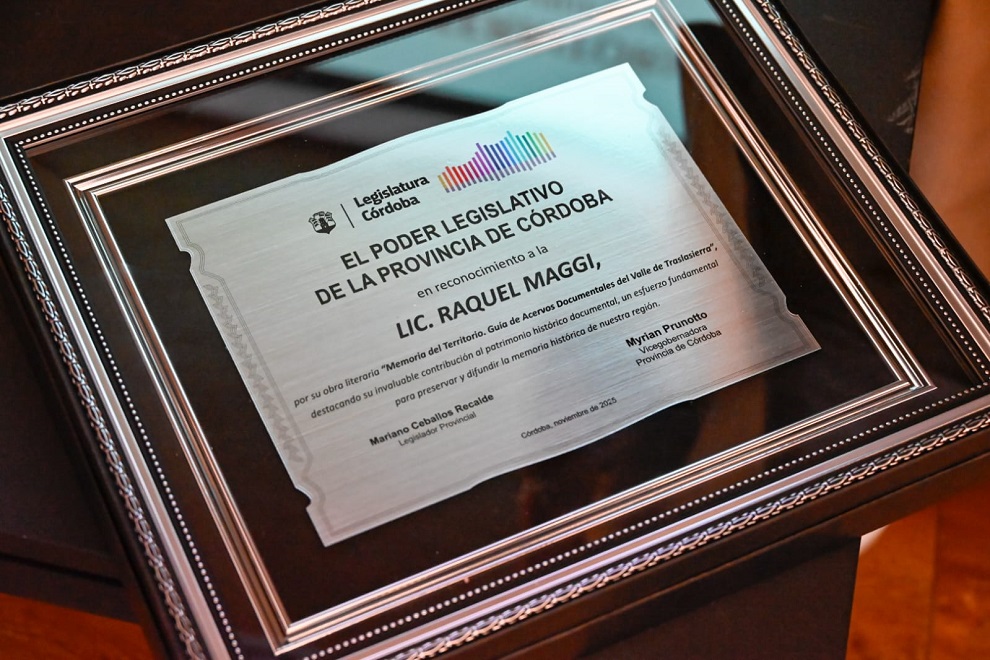 Legislatura
Córdoba
EL PODER LEGISLATIVO
DE LA PROVINCIA DE CÓRDOBA
en reconocimiento a la
LIC. RAQUEL MAGGI,
por su obra literaria "Memoria del Territorio. Guía de Acervos Documentales del Valle de Traslasierra",
destacando su invaluable contribución al patrimonio histórico documental, un esfuerzo fundamental
para preservar y difundir la memoria histórica de nuestra región.
Mariano Ceballos Recalde
Legislador Provincial
Myrian Prunotto
Vicegobernadora
Provincia de Córdoba
Córdoba, noviembre de 2025